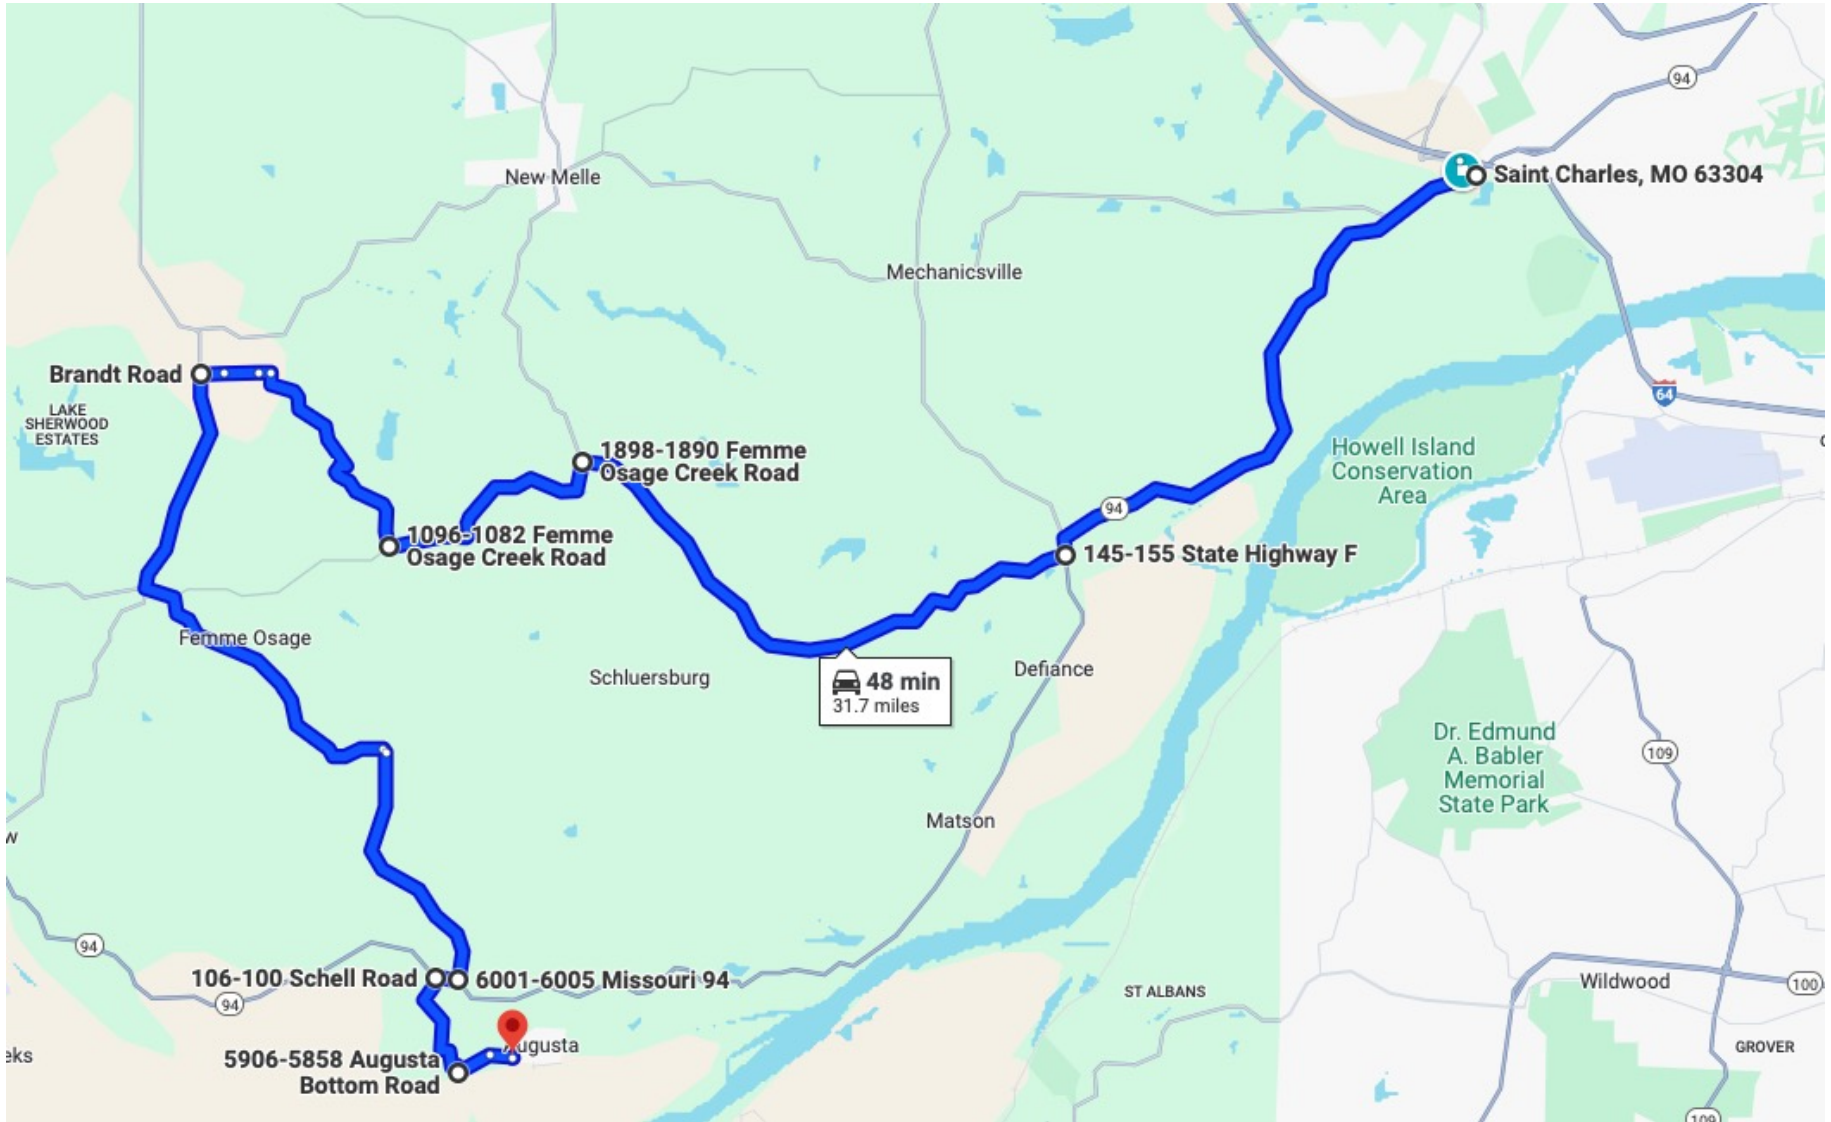 94
New Melle
Saint Charles, MO 63304
Mechanicsville
Brandt Road
LAKE
SHERWOOD
ESTATES
64
1898-1890 Femme
Osage Creek Road
Howell Island
Conservation
Area
94
1096-1082 Femme
Osage Creek Road
145-155 State Highway F
Femme Osage
Schluersburg
48 min
31.7 miles
Defiance
Dr. Edmund
A. Babler
Memorial
State Park
109
Matson
w
94
106-100 Schell Road
6001-6005 Missouri 94
94
ST ALBANS
Wildwood
100
Augusta
eks
5906-5858 Augusta
Bottom Road
GROVER
109